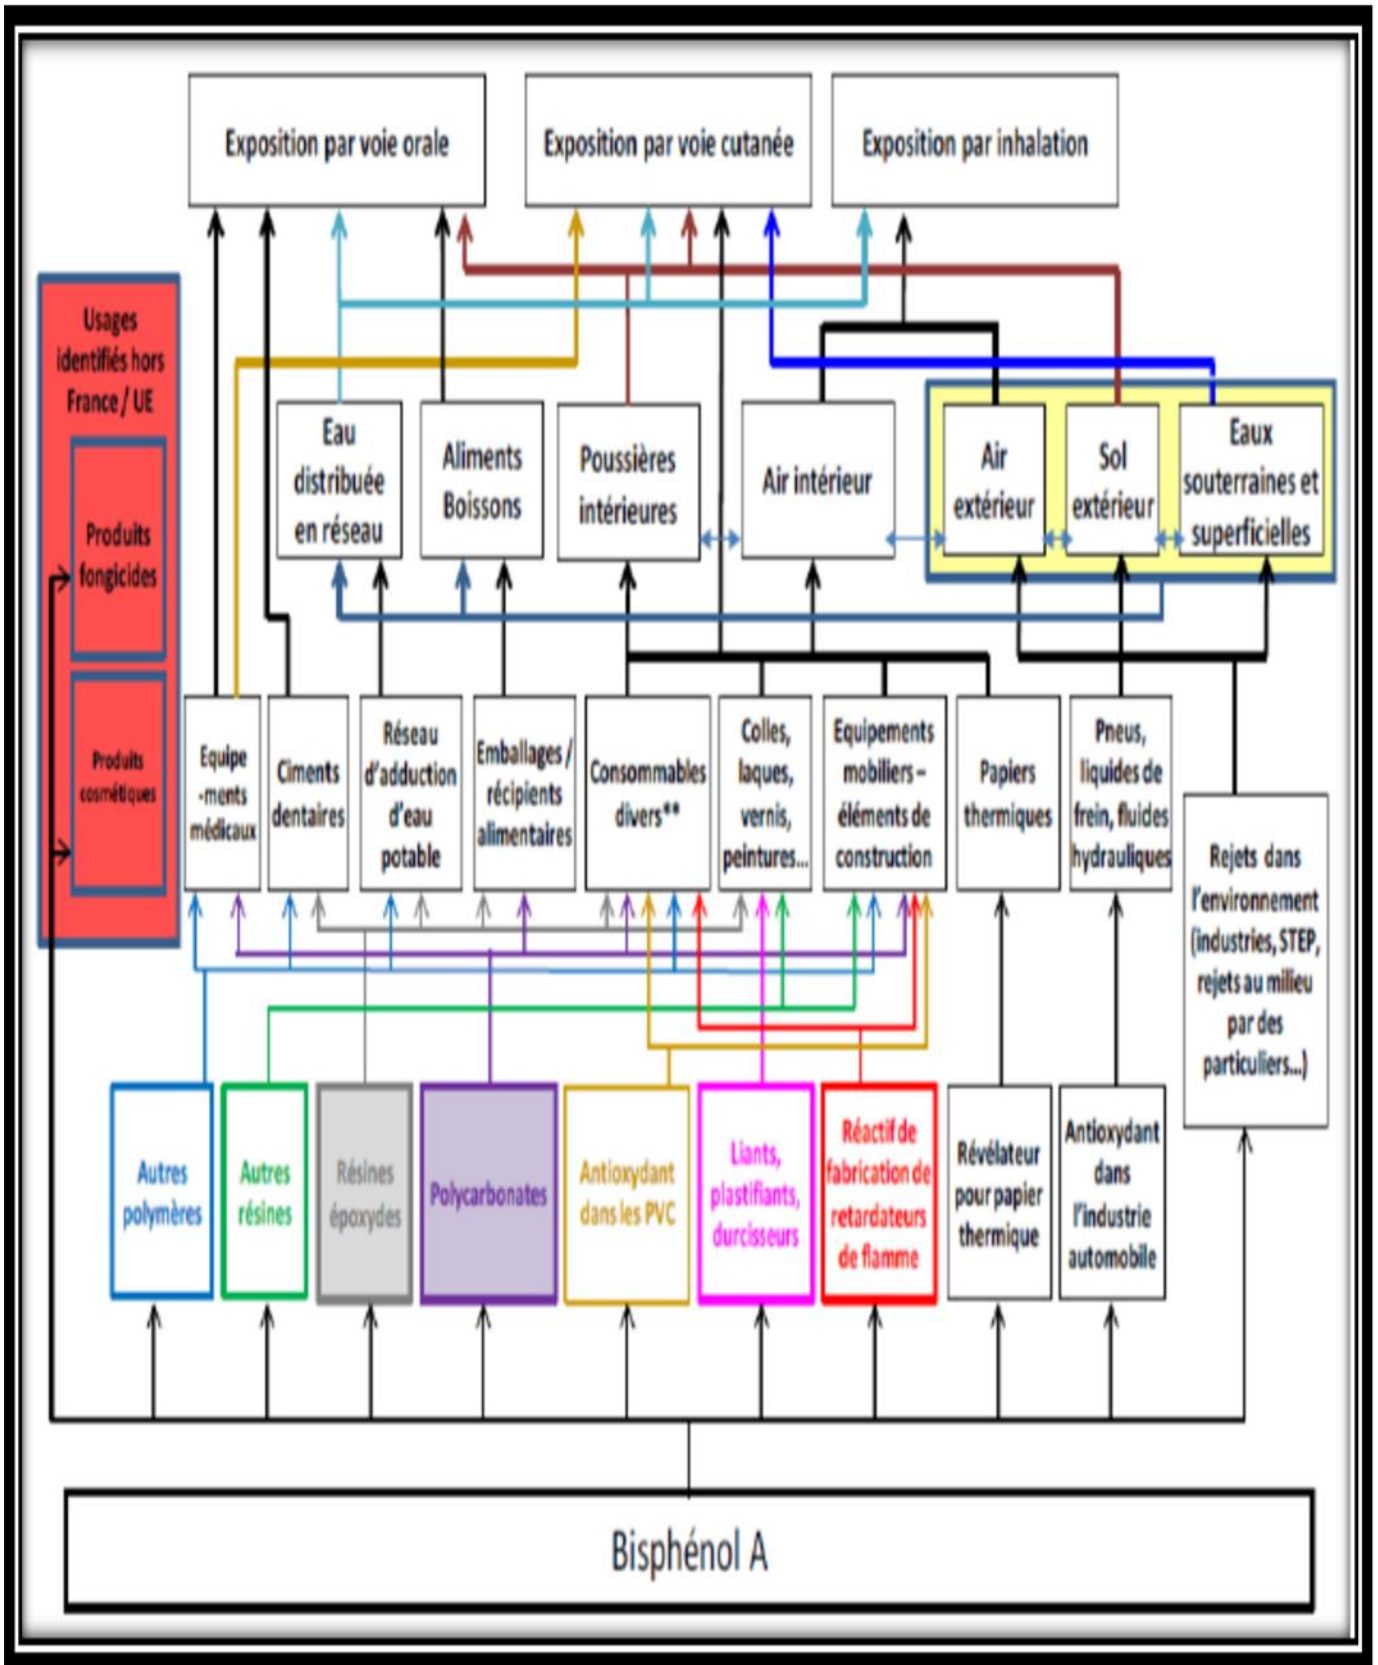 Exposition par voie orale
Exposition par voie cutanée
Exposition par inhalation
Usages
identifiés hors
France / UE
Produits
fongicides
Produits
cosmétiques
Eau
distribuée
en réseau
Aliments
Boissons
Poussières
intérieures
Air intérieur
Air
extérieur
Sol
extérieur
Eaux
souterraines et
superficielles
Equipe
-ments
médicaux
Ciments
dentaires
Réseau
d'adduction
d'eau
potable
Emballages /
récipients
alimentaires
Consommables
divers**
Colles,
laques,
vernis,
peintures...
Equipements
mobiliers –
éléments de
construction
Papiers
thermiques
Pneus,
liquides de
frein, fluides
hydrauliques
Rejets dans
l'environnement
(industries, STEP,
rejets au milieu
par des
particuliers...)
Autres
polymères
Autres
résines
Résines
époxydes
Polycarbonates
Antioxydant
dans les PVC
Liants,
plastifiants,
durcisseurs
Réactif de
fabrication de
retardateurs
de flamme
Révélateur
pour papier
thermique
Antioxydant
dans
l'industrie
automobile
Bisphénol A